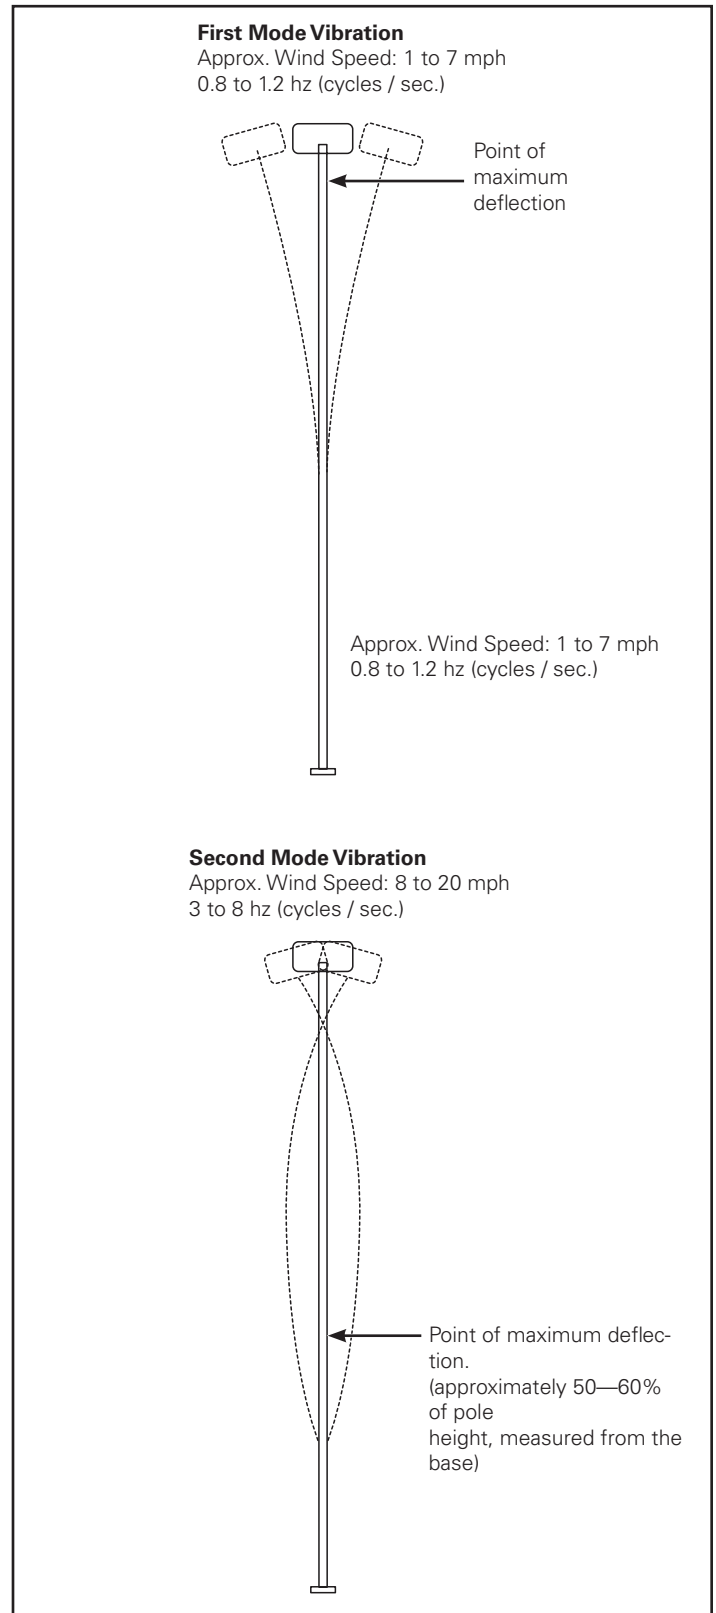 First Mode Vibration
Approx. Wind Speed: 1 to 7 mph
0.8 to 1.2 hz (cycles / sec.)
Point of
maximum
deflection
Approx. Wind Speed: 1 to 7 mph
0.8 to 1.2 hz (cycles / sec.)
Second Mode Vibration
Approx. Wind Speed: 8 to 20 mph
3 to 8 hz (cycles / sec.)
Point of maximum deflec-
tion.
(approximately 50—60%
of pole
height, measured from the
base)